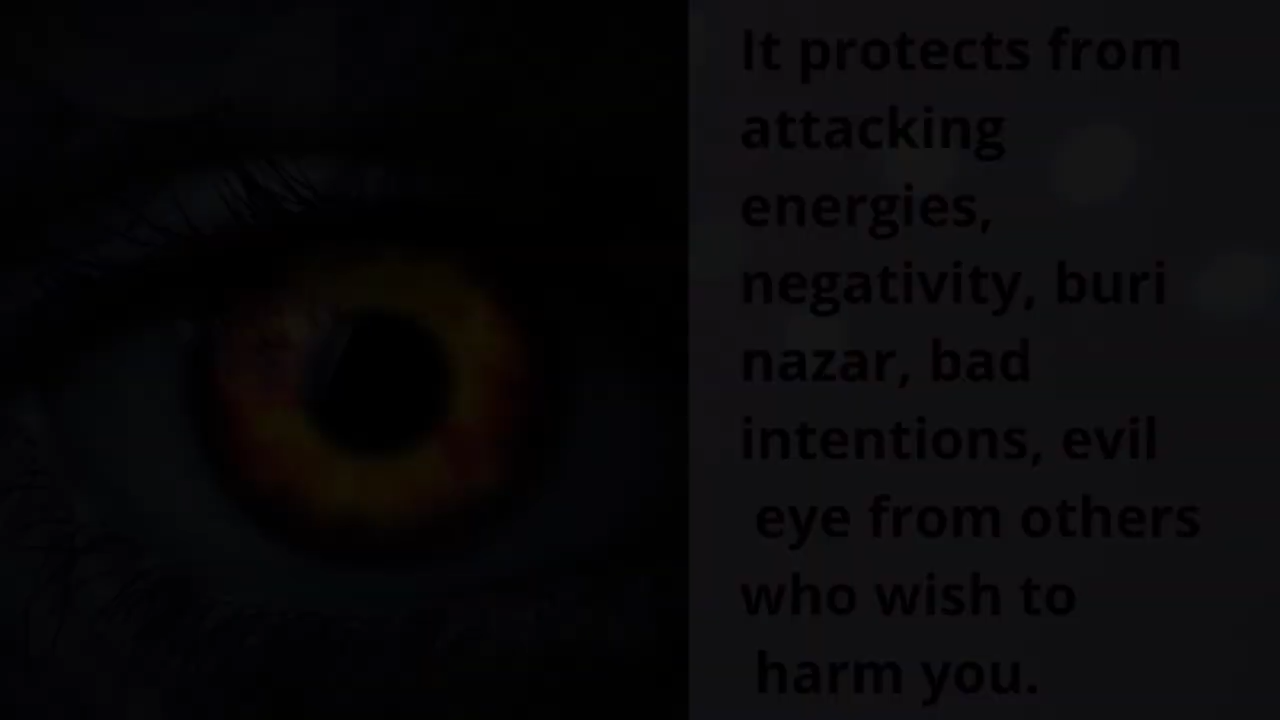 It protects from
attacking
energies,
negativity, buri
nazar, bad
intentions, evil
eye from others
who wish to
harm you.